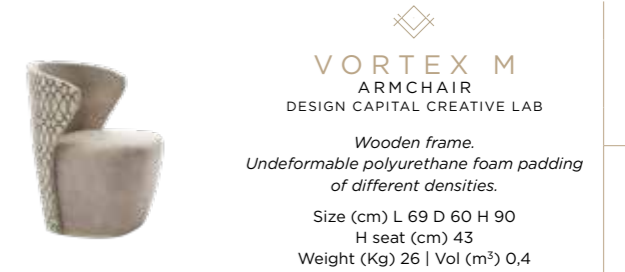 VORTEX M
ARMCHAIR
DESIGN CAPITAL CREATIVE LAB
Wooden frame.
Undeformable polyurethane foam padding
of different densities.
Size (cm) L 69 D 60 H 90
H seat (cm) 43
Weight (Kg) 26 | Vol (m³) 0,4